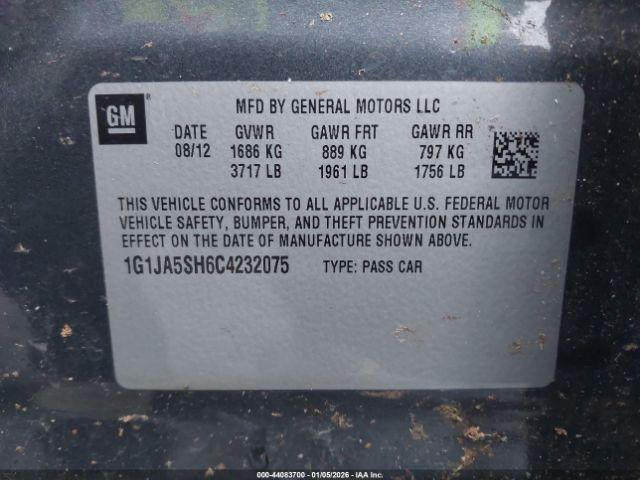 GM ®
MFD BY GENERAL MOTORS LLC
DATE GVWR GAWR FRT GAWR RR
08/12 1686 KG 889 KG 797 KG
3717 LB 1961 LB 1756 LB
THIS VEHICLE CONFORMS TO ALL APPLICABLE U.S. FEDERAL MOTOR
VEHICLE SAFETY, BUMPER, AND THEFT PREVENTION STANDARDS IN
EFFECT ON THE DATE OF MANUFACTURE SHOWN ABOVE.
1G1JA5SH6C4232075 TYPE: PASS CAR
000-44083700 - 01/05/2026 - IAA Inc.